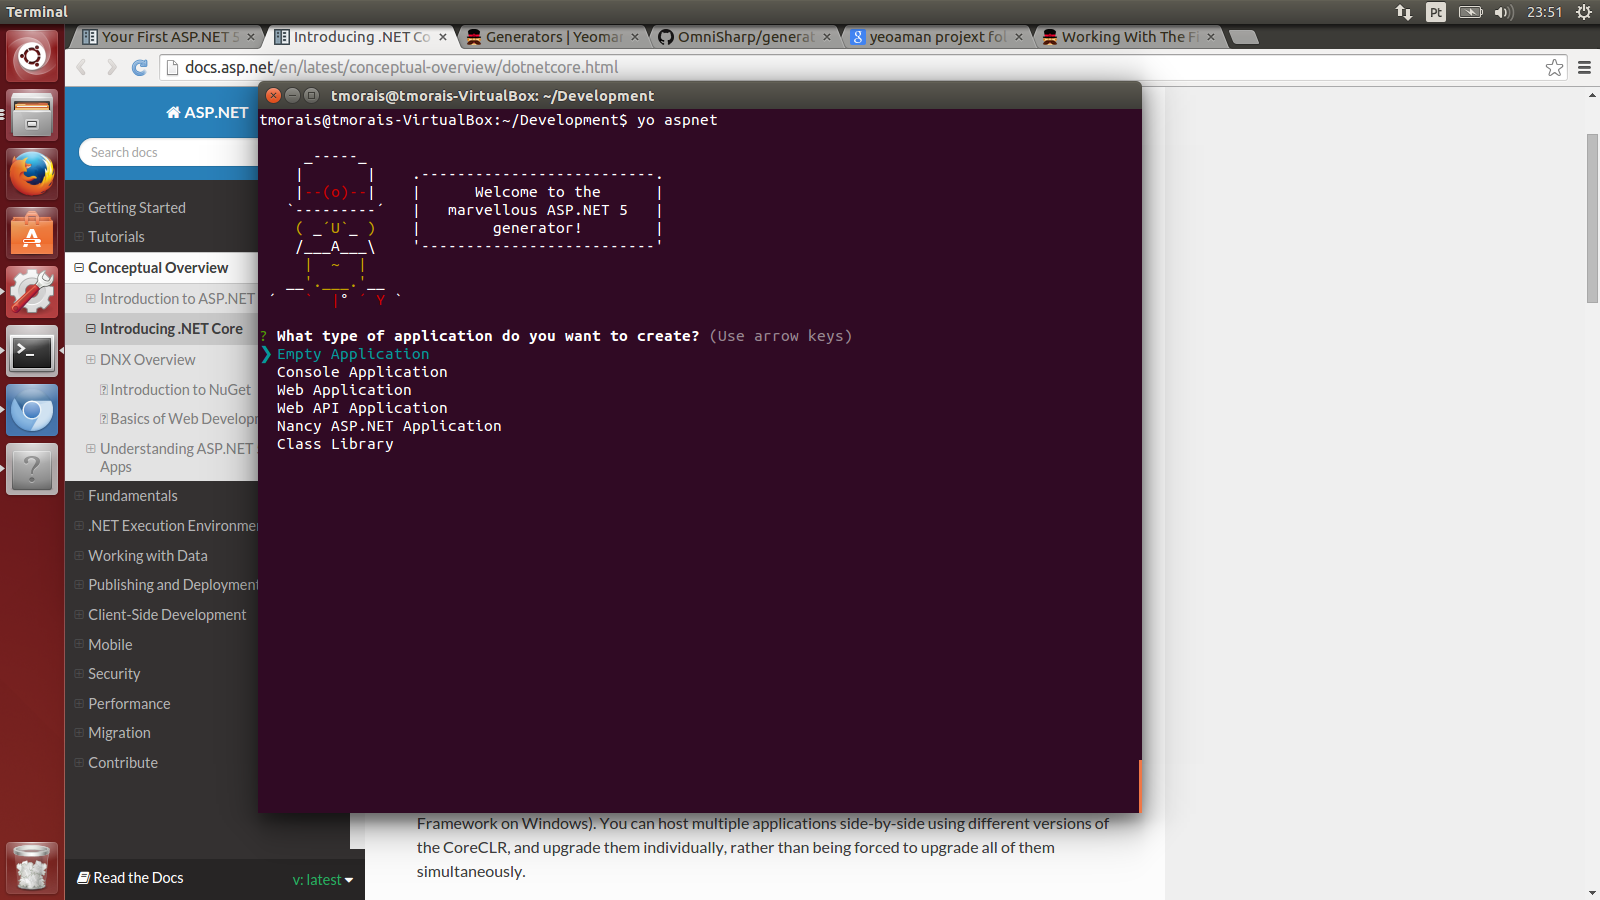 Terminal
Pt
23:51
Your First ASP.NET 5
Introducing .NET Co
Generators | Yeoman
OmniSharp/generat
yeoaman projext fol
Working With The Fi
docs.asp.net/en/latest/conceptual-overview/dotnetcore.html
ASP.NET
Search docs
Getting Started
Tutorials
Conceptual Overview
Introduction to ASP.NET
Introducing .NET Core
DNX Overview
Introduction to NuGet
Basics of Web Develop
Understanding ASP.NET
Apps
Fundamentals
.NET Execution Environme
Working with Data
Publishing and Deployment
Client-Side Development
Mobile
Security
Performance
Migration
Contribute
Read the Docs
v: latest
tmorais@tmorais-VirtualBox: ~/Development
tmorais@tmorais-VirtualBox:~/Development$ yo aspnet
Welcome to the
marvellous ASP.NET 5
generator!
? What type of application do you want to create? (Use arrow keys)
❯ Empty Application
Console Application
Web Application
Web API Application
Nancy ASP.NET Application
Class Library
Framework on Windows). You can host multiple applications side-by-side using different versions of
the CoreCLR, and upgrade them individually, rather than being forced to upgrade all of them
simultaneously.